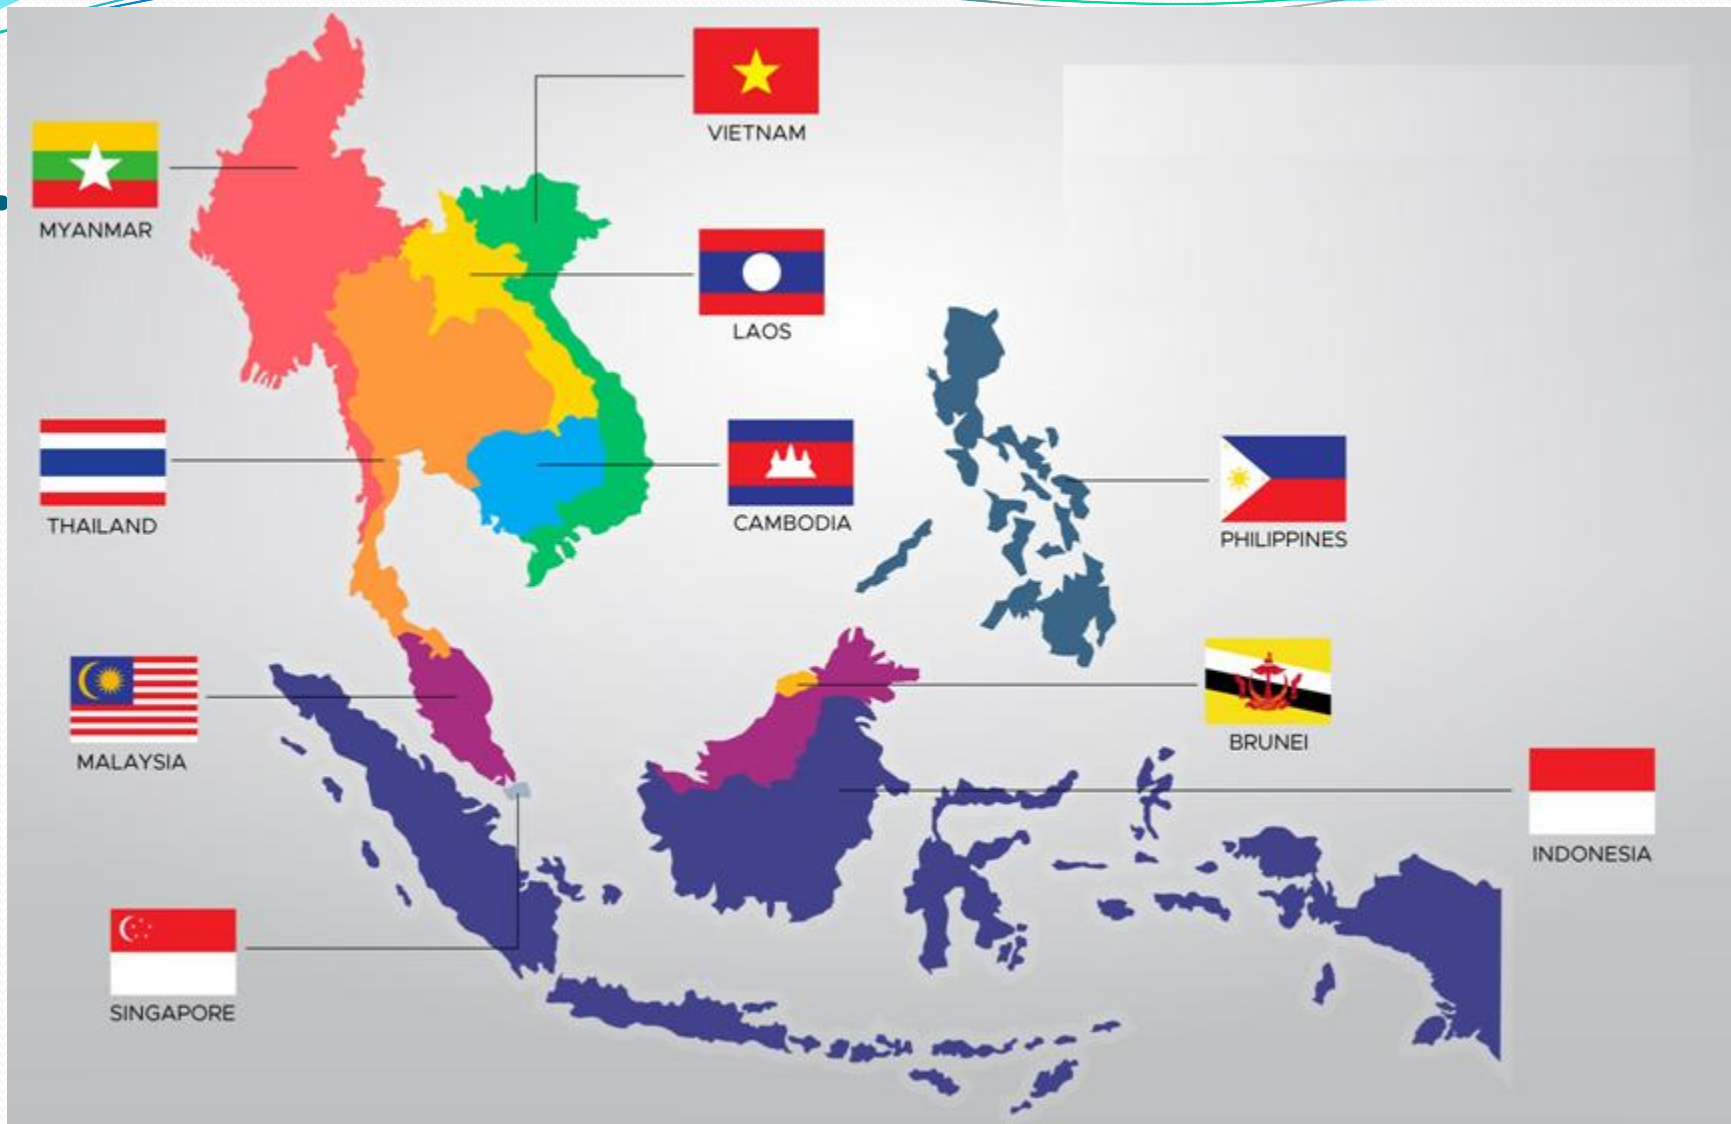 VIETNAM
MYANMAR
LAOS
THAILAND
CAMBODIA
PHILIPPINES
MALAYSIA
BRUNEI
INDONESIA
SINGAPORE